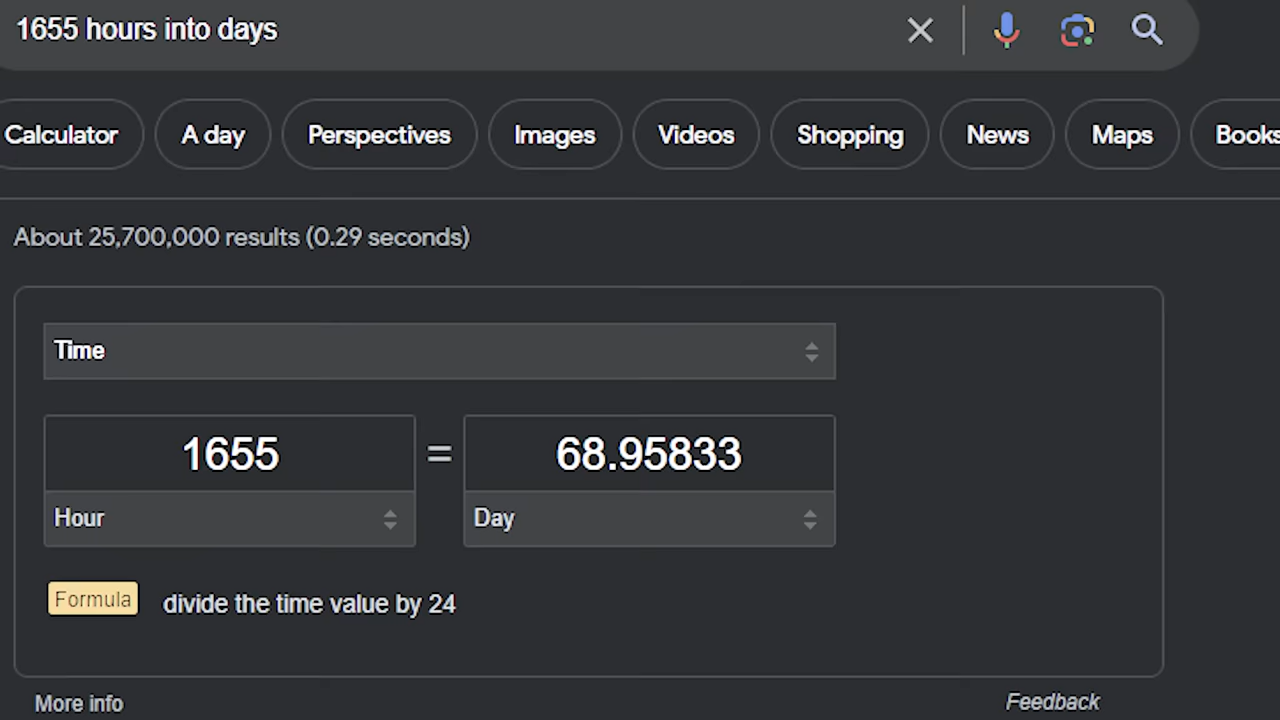 1655 hours into days
Calculator A day Perspectives Images Videos Shopping News Maps Books
About 25,700,000 results (0.29 seconds)
Time
1655 = 68.95833
Hour Day
Formula divide the time value by 24
More info Feedback